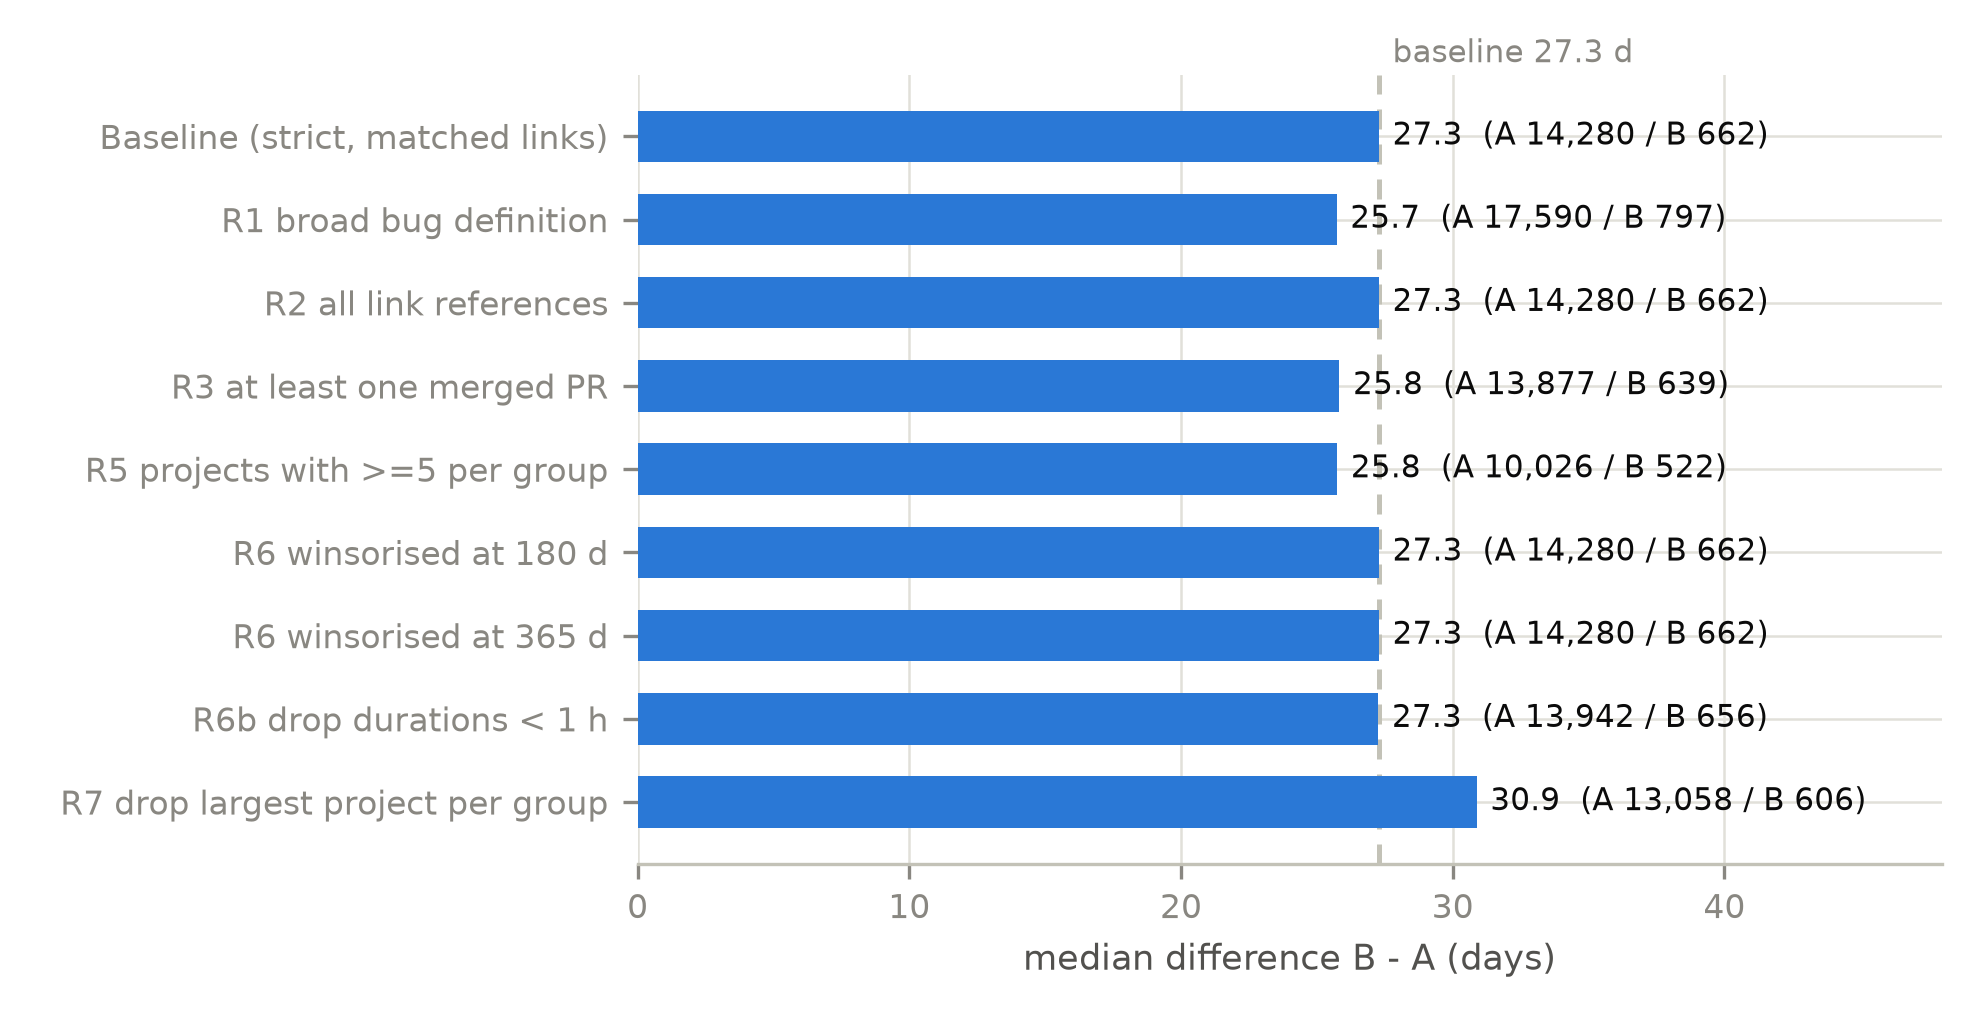 baseline 27.3 d
Baseline (strict, matched links) 27.3 (A 14,280 / B 662)
R1 broad bug definition 25.7 (A 17,590 / B 797)
R2 all link references 27.3 (A 14,280 / B 662)
R3 at least one merged PR 25.8 (A 13,877 / B 639)
R5 projects with >=5 per group 25.8 (A 10,026 / B 522)
R6 winsorised at 180 d 27.3 (A 14,280 / B 662)
R6 winsorised at 365 d 27.3 (A 14,280 / B 662)
R6b drop durations < 1 h 27.3 (A 13,942 / B 656)
R7 drop largest project per group 30.9 (A 13,058 / B 606)
0 10 20 30 40
median difference B - A (days)